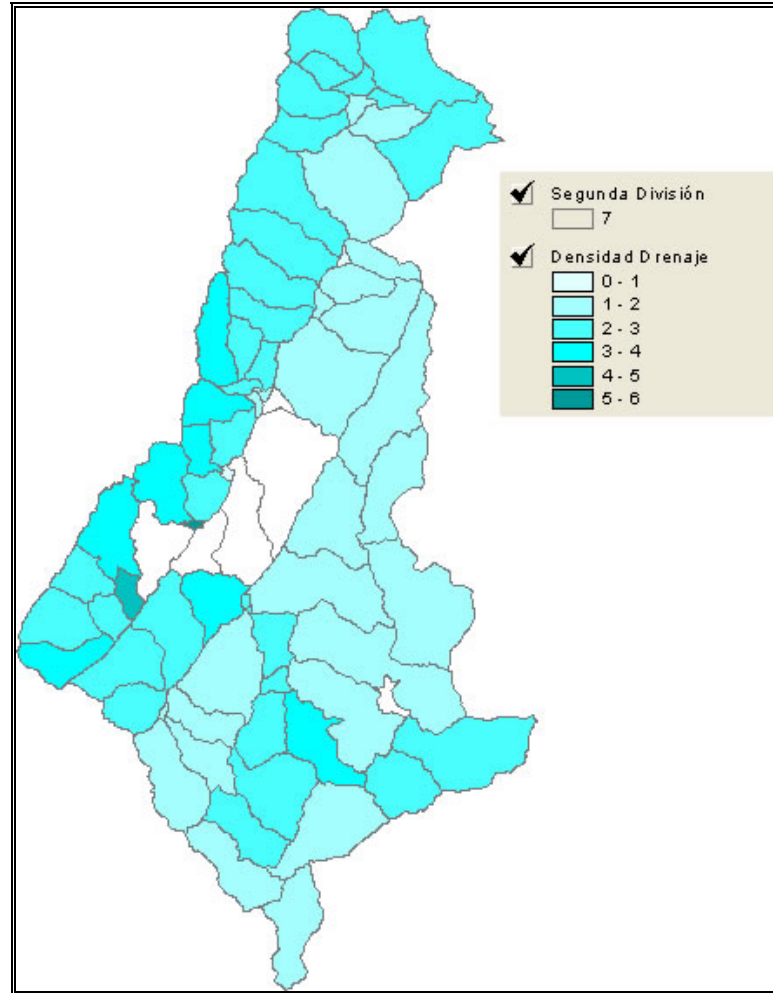 Segunda División
7
Densidad Drenaje
0 - 1
1 - 2
2 - 3
3 - 4
4 - 5
5 - 6